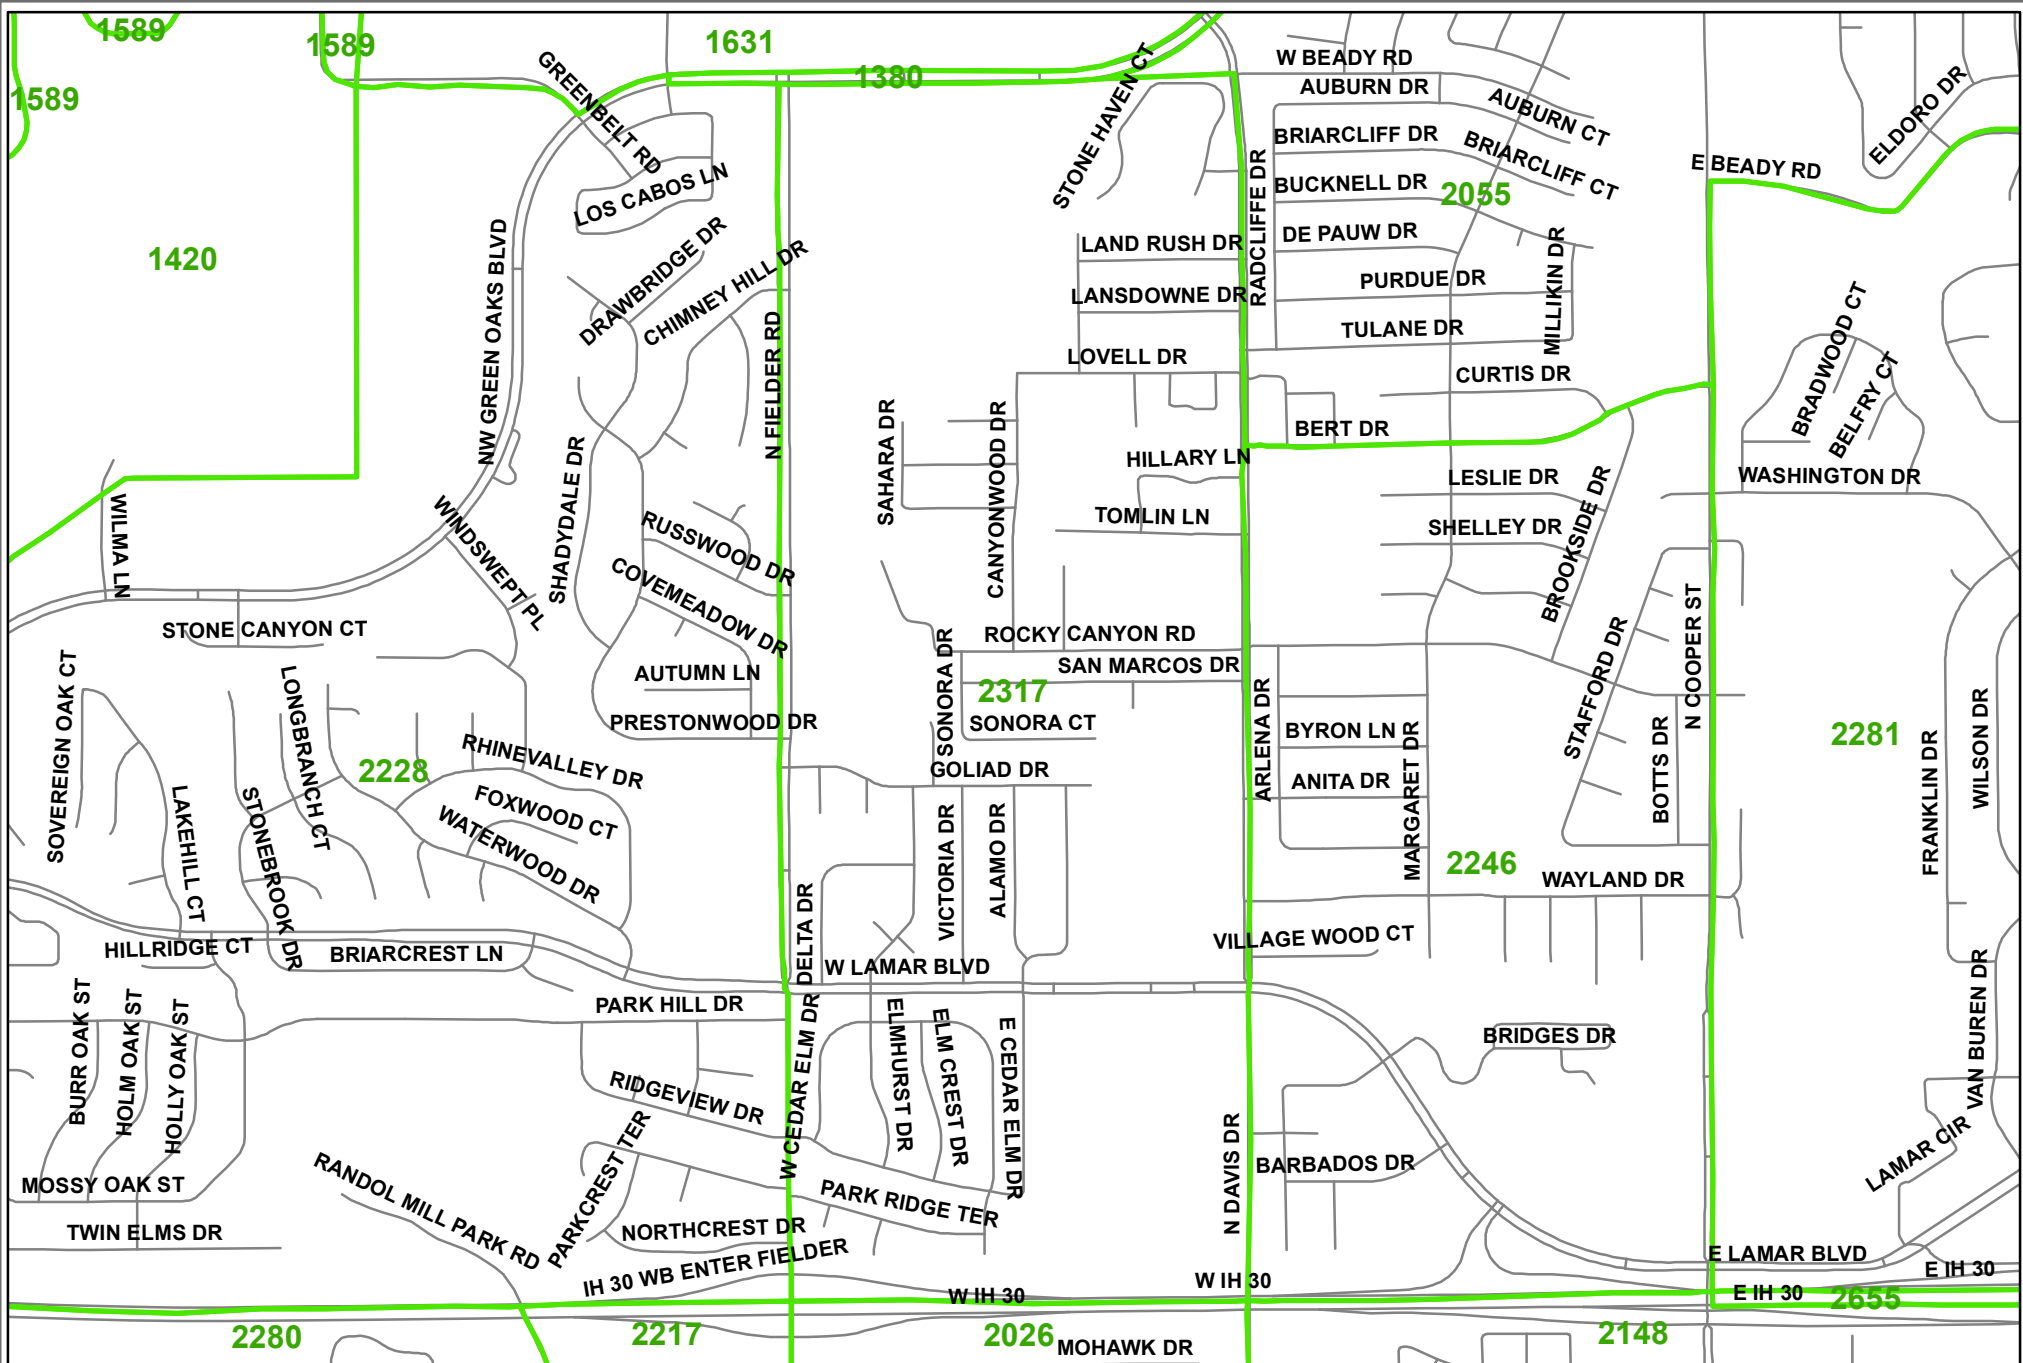 1589
1589
1631
1589
1380
GREENBELT RD
STONE HAVEN CT
W BEADY RD
AUBURN DR
AUBURN CT
ELDORO DR
BRIARCLIFF DR
BRIARCLIFF CT
E BEADY RD
LOS CABOS LN
RADCLIFFE DR
BUCKNELL DR
2055
1420
NW GREEN OAKS BLVD
DRAWBRIDGE DR
CHIMNEY HILL DR
LAND RUSH DR
DE PAUW DR
MILLIKIN DR
PURDUE DR
LANSDOWNE DR
TULANE DR
N FIELDER RD
LOVELL DR
CURTIS DR
BRADWOOD CT
BELFRY CT
SAHARA DR
CANYONWOOD DR
BERT DR
HILLARY LN
LESLIE DR
WASHINGTON DR
WILMA LN
WINDSWEPT PL
SHADYDALE DR
RUSSWOOD DR
TOMLIN LN
SHELLEY DR
BROOKSIDE DR
COVEMEADOW DR
STONE CANYON CT
ROCKY CANYON RD
SONORA DR
SAN MARCOS DR
STAFFORD DR
N COOPER ST
SOVEREIGN OAK CT
LONGBRANCH CT
AUTUMN LN
2317
PRESTONWOOD DR
SONORA CT
ARLENA DR
BYRON LN
MARGARET DR
BOTTS DR
2281
FRANKLIN DR
WILSON DR
RHINEVALLEY DR
2228
GOLIAD DR
ANITA DR
LAKEHILL CT
STONEBROOK DR
FOXWOOD CT
WATERWOOD DR
VICTORIA DR
ALAMO DR
2246
WAYLAND DR
DELTA DR
VILLAGE WOOD CT
HILLRIDGE CT
BRIARCREST LN
W LAMAR BLVD
BURR OAK ST
HOLM OAK ST
HOLLY OAK ST
PARK HILL DR
W CEDAR ELM DR
ELMHURST DR
ELM CREST DR
E CEDAR ELM DR
BRIDGES DR
VAN BUREN DR
RIDGEVIEW DR
PARKCREST TER
N DAVIS DR
BARBADOS DR
LAMAR CIR
MOSSY OAK ST
RANDOL MILL PARK RD
PARK RIDGE TER
TWIN ELMS DR
NORTHCREST DR
IH 30 WB ENTER FIELDER
E LAMAR BLVD
E IH 30
W IH 30
W IH 30
E IH 30
2655
2280
2217
2026
2148
MOHAWK DR